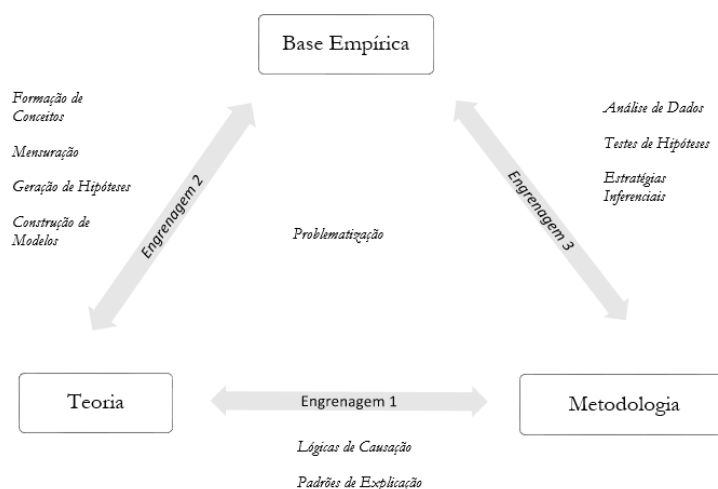 Base Empírica
Formação de
Conceitos
Mensuração
Geração de Hipóteses
Construção de
Modelos
Engrenagem 2
Problematização
Engrenagem 3
Análise de Dados
Testes de Hipóteses
Estratégias
Inferenciais
Teoria
Engrenagem 1
Metodologia
Lógicas de Causação
Padrões de Explicação